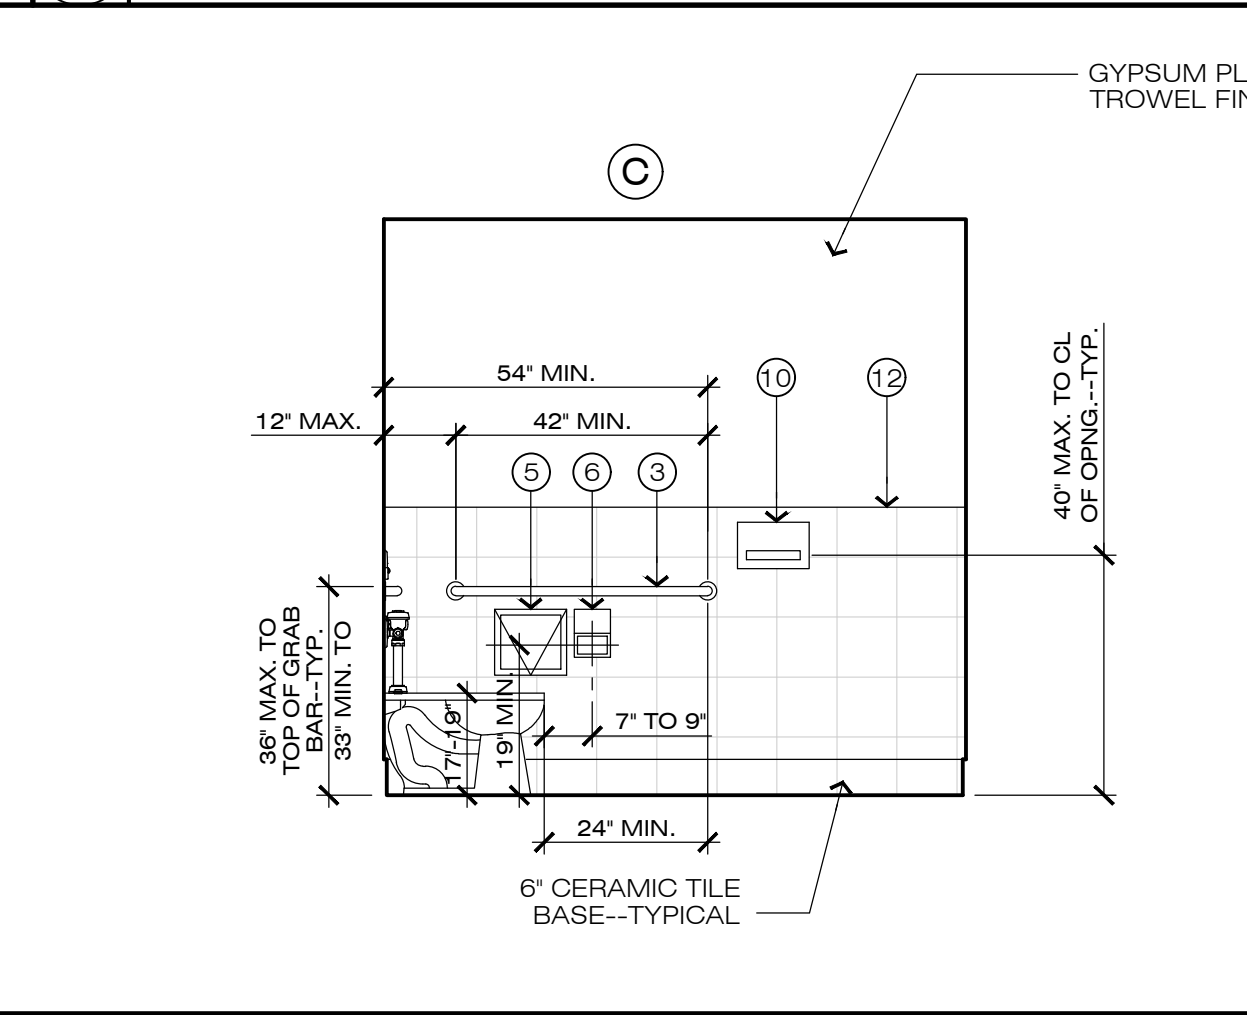 GYPSUM PL
TROWEL FIN
C
54" MIN.
10
12
12" MAX.
42" MIN.
5
6
3
40" MAX. TO CL
OF OPNG.--TYP.
36" MAX. TO
TOP OF GRAB
BAR--TYP.
33" MIN. TO
17"-19"
19" MIN.
7" TO 9"
24" MIN.
6" CERAMIC TILE
BASE--TYPICAL